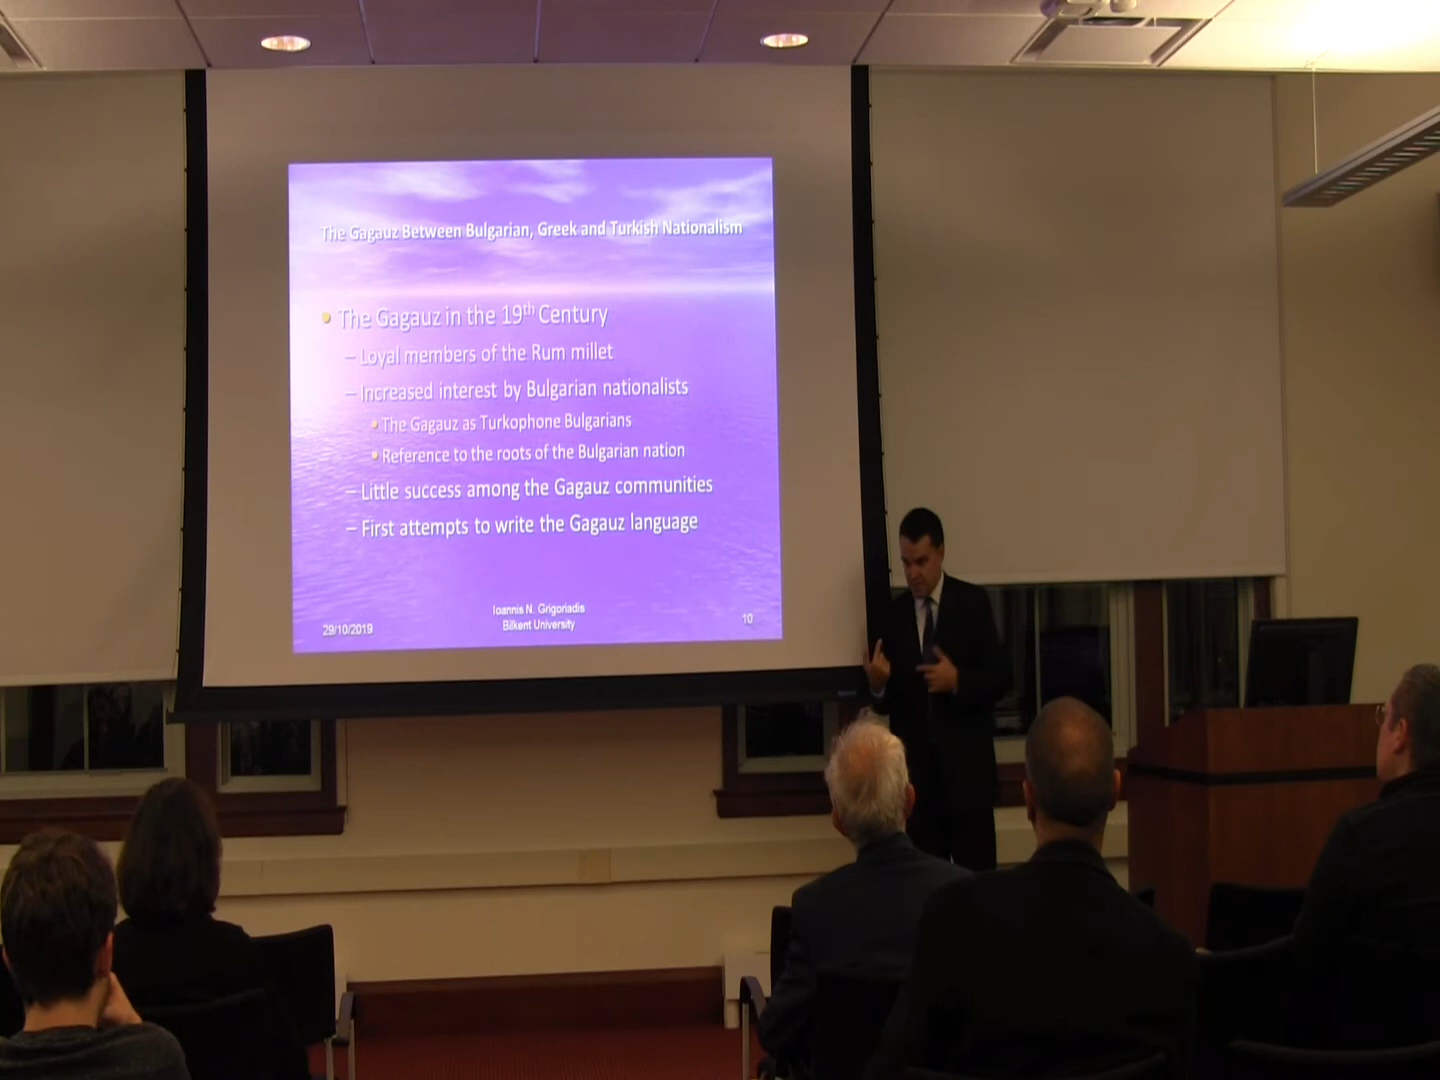 The Gagauz Between Bulgarian, Greek and Turkish Nationalism
• The Gagauz in the 19th Century
– Loyal members of the Rum millet
– Increased interest by Bulgarian nationalists
• The Gagauz as Turkophone Bulgarians
• Reference to the roots of the Bulgarian nation
– Little success among the Gagauz communities
– First attempts to write the Gagauz language
29/10/2019
Ioannis N. Grigoriadis
Bilkent University
10